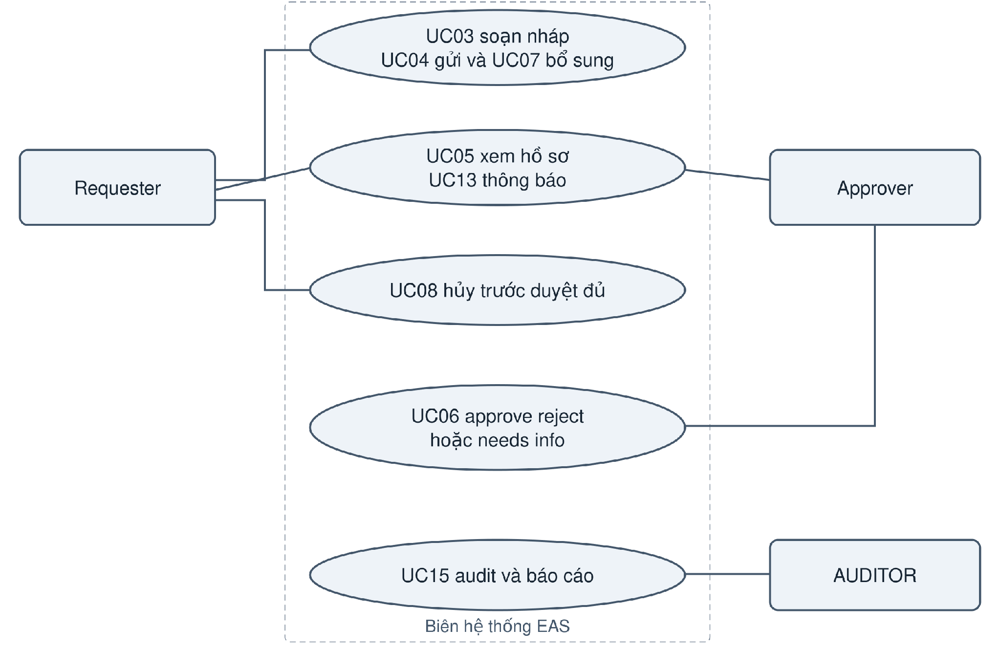 UC03 soạn nháp
UC04 gửi và UC07 bổ sung
UC05 xem hồ sơ
UC13 thông báo
Requester
Approver
UC08 hủy trước duyệt đủ
UC06 approve reject
hoặc needs info
UC15 audit và báo cáo
AUDITOR
Biên hệ thống EAS